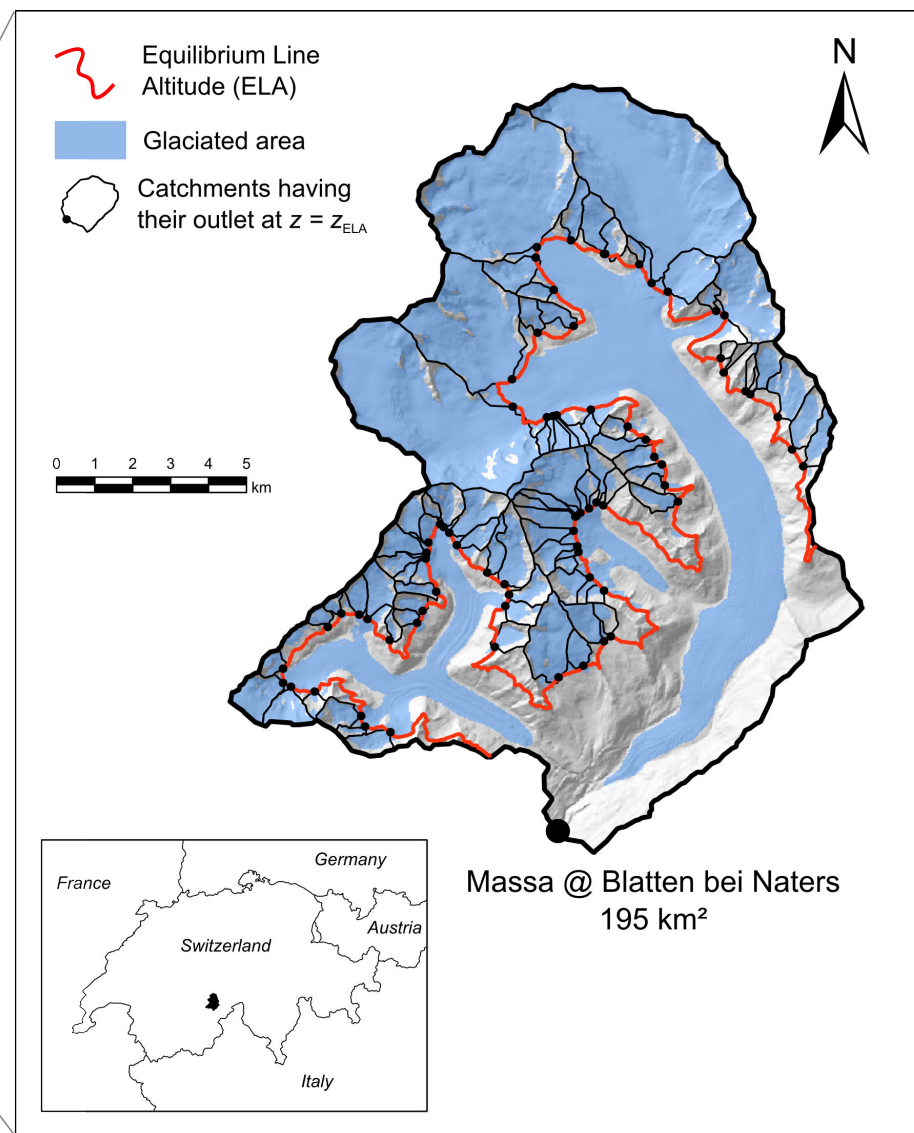 Equilibrium Line
Altitude (ELA)
Glaciated area
Catchments having
their outlet at z = zELA
N
0 1 2 3 4 5
km
Massa @ Blatten bei Naters
195 km²
France
Germany
Austria
Switzerland
Italy